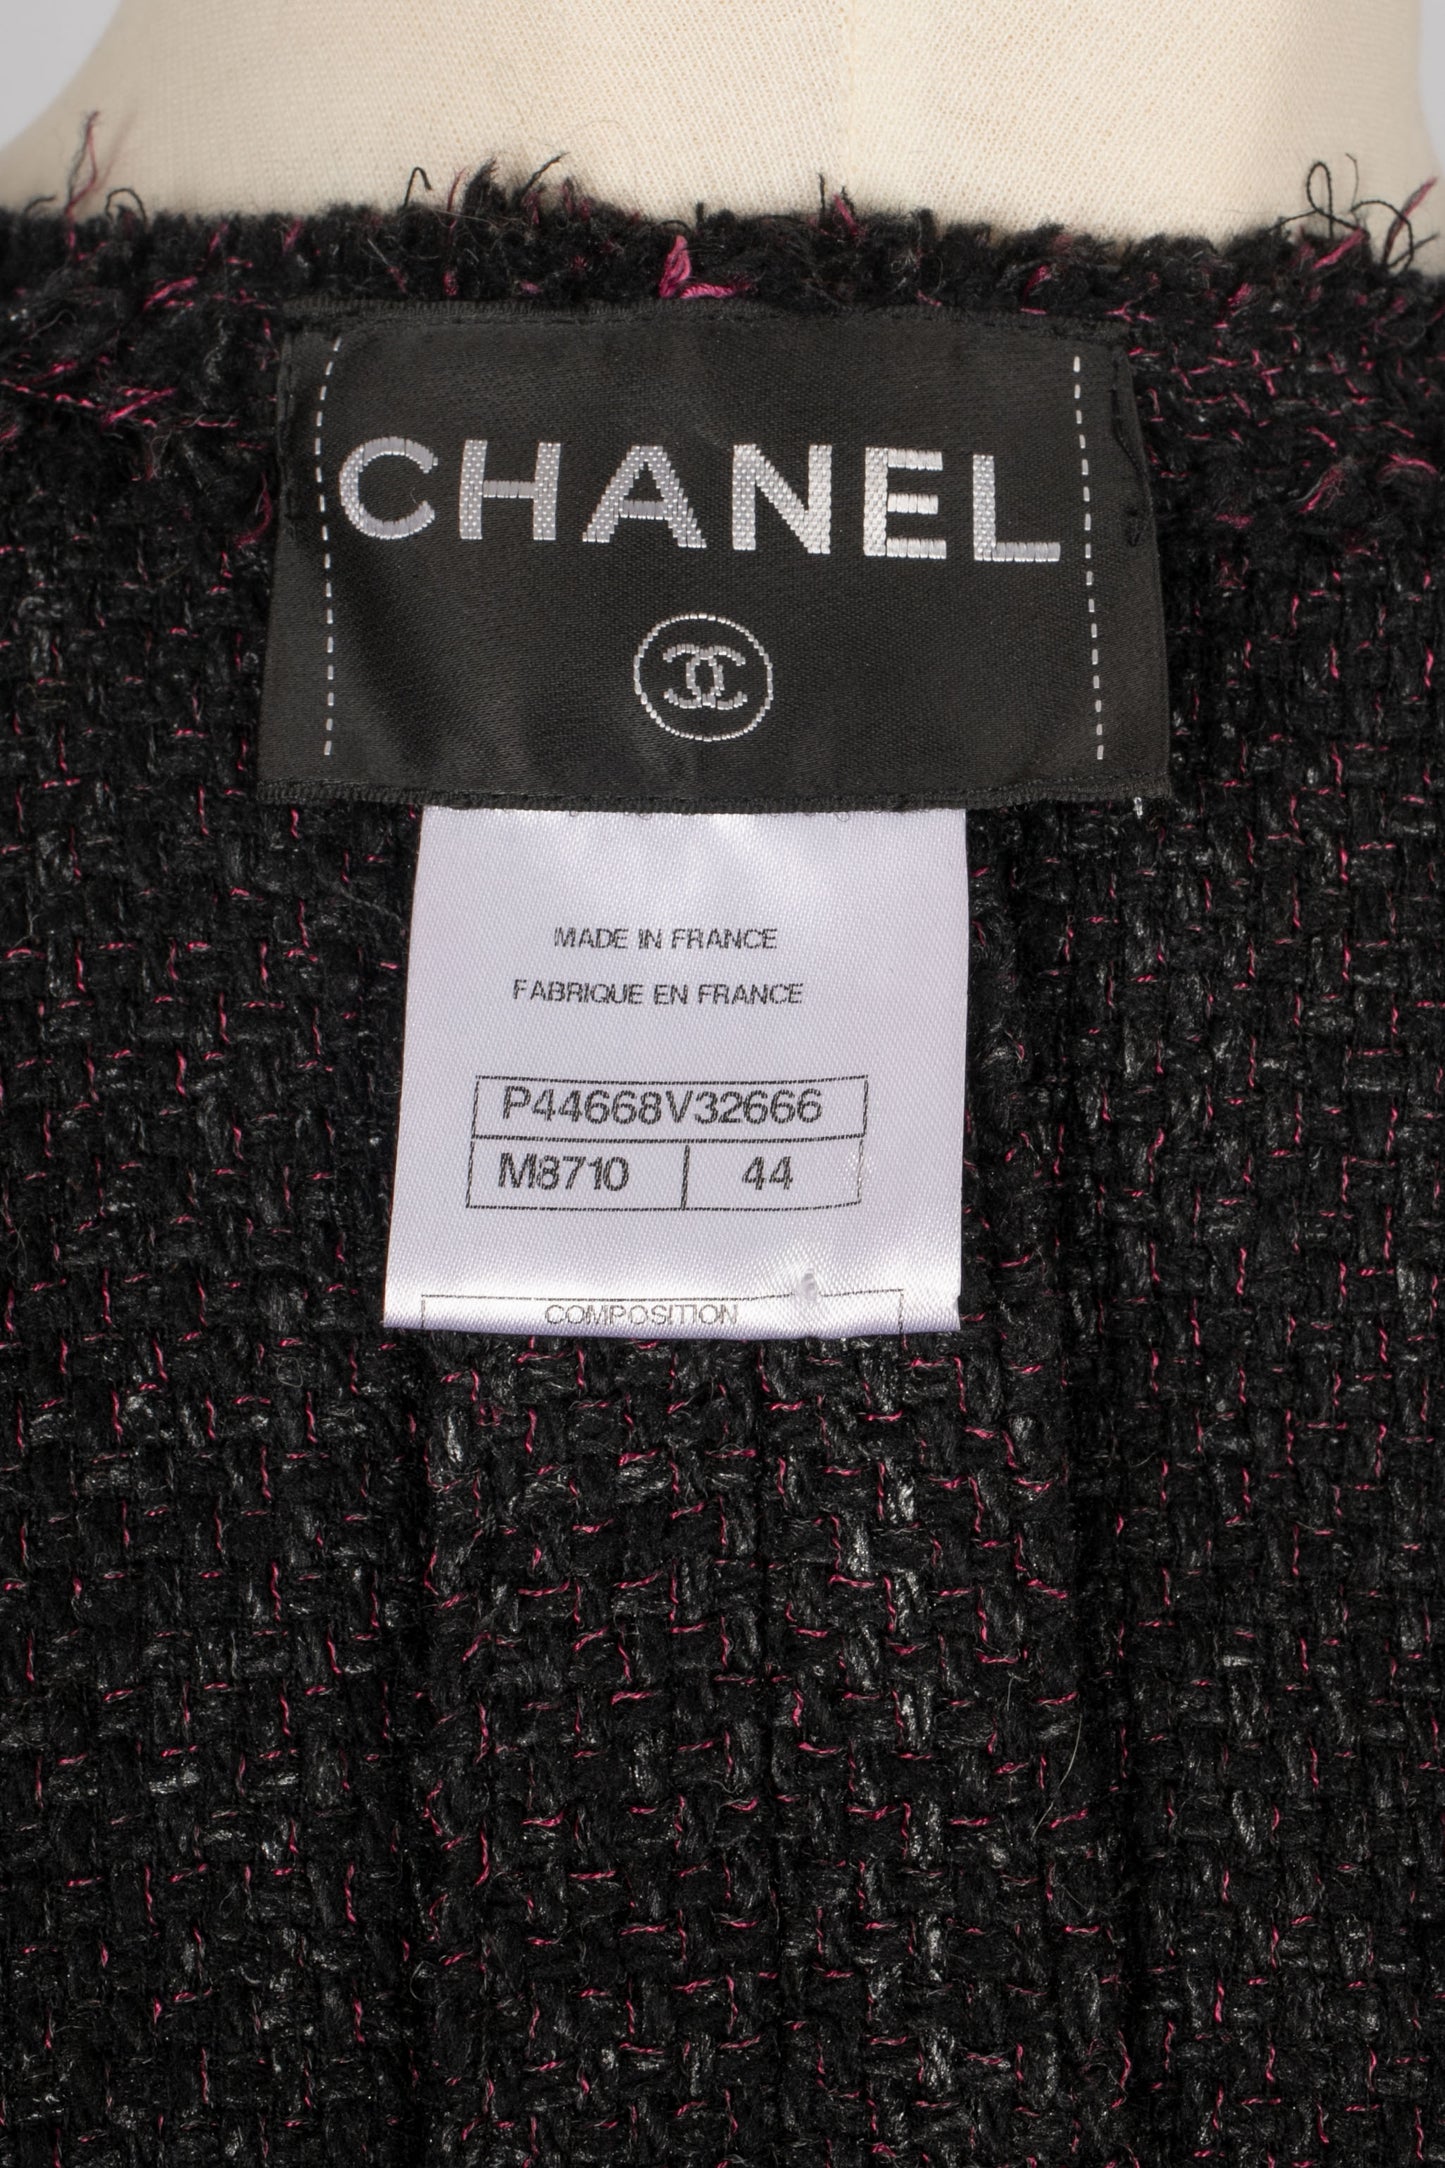 CHANEL
MADE IN FRANCE
FABRIQUE EN FRANCE
P44668V32666
M8710 44
COMPOSITION